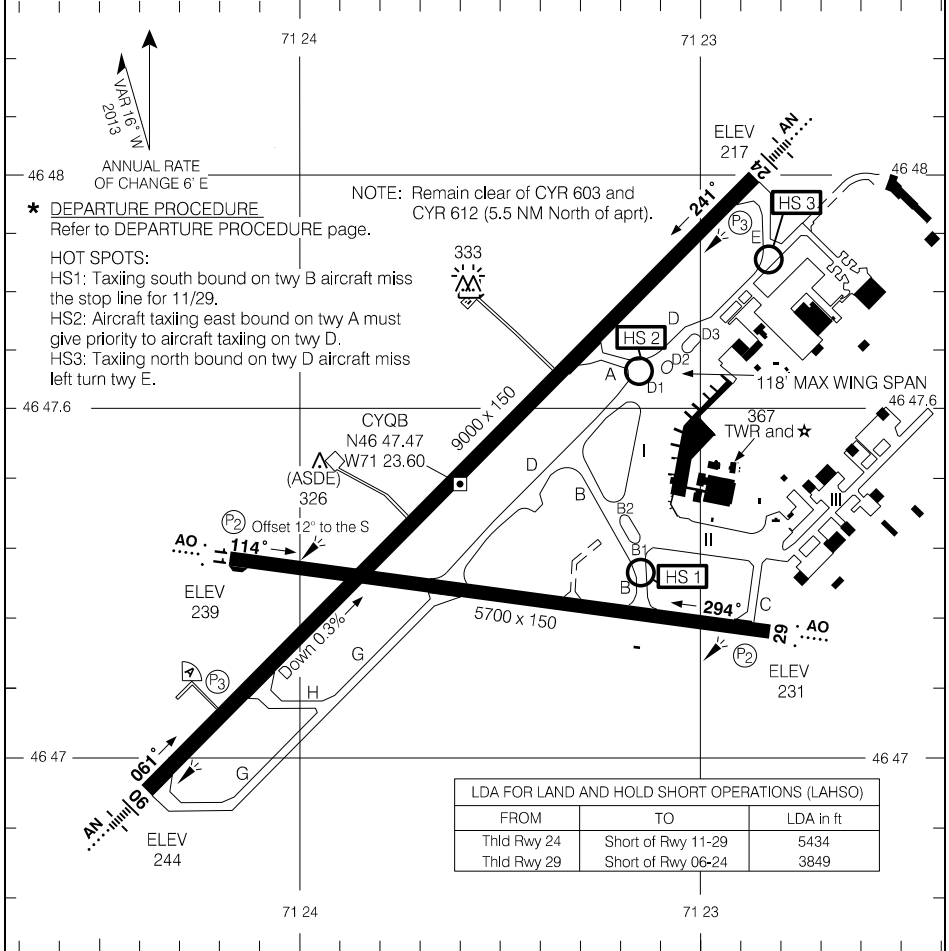 71 24
71 23
VAR 16° W
2013
ANNUAL RATE
OF CHANGE 6' E
ELEV
217
AN
24
46 48
46 48
241°
NOTE: Remain clear of CYR 603 and
CYR 612 (5.5 NM North of aprt).
* DEPARTURE PROCEDURE
Refer to DEPARTURE PROCEDURE page.
HS 3
P3
E
HOT SPOTS:
HS1: Taxiing south bound on twy B aircraft miss
the stop line for 11/29.
HS2: Aircraft taxiing east bound on twy A must
give priority to aircraft taxiing on twy D.
HS3: Taxiing north bound on twy D aircraft miss
left turn twy E.
333
D
HS 2
D3
D2
A
D1
118' MAX WING SPAN
46 47.6
46 47.6
9000 x 150
367
TWR and ☆
CYQB
N46 47.47
W71 23.60
(ASDE)
326
D
I
B
III
P2 Offset 12° to the S
B2
AO
11
114°
II
B1
ELEV
239
HS 1
B
294°
C
5700 x 150
29
AO
P2
ELEV
231
Down 0.3%
G
H
A
P3
G
46 47
46 47
061°
06
AN
ELEV
244
LDA FOR LAND AND HOLD SHORT OPERATIONS (LAHSO)
FROM TO LDA in ft
Thld Rwy 24 Short of Rwy 11-29 5434
Thld Rwy 29 Short of Rwy 06-24 3849
71 24
71 23